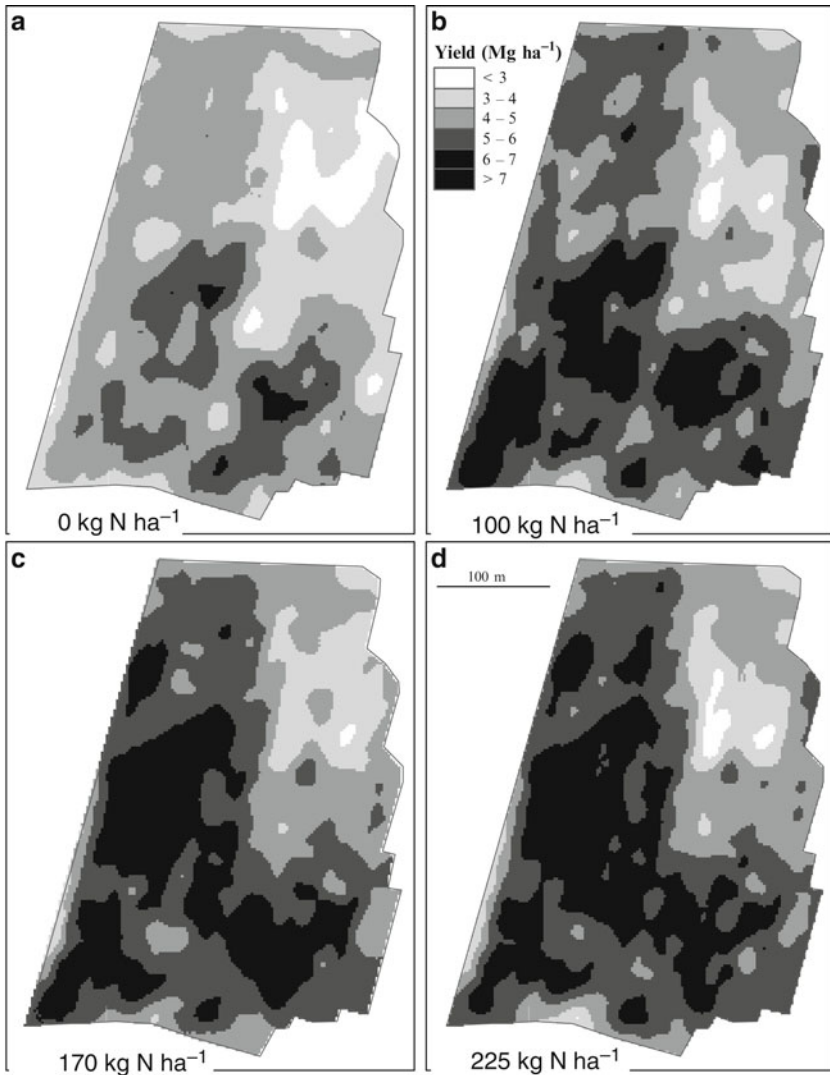 a
b
Yield (Mg ha⁻¹)
< 3
3 – 4
4 – 5
5 – 6
6 – 7
> 7
0 kg N ha⁻¹
100 kg N ha⁻¹
c
d
100 m
170 kg N ha⁻¹
225 kg N ha⁻¹